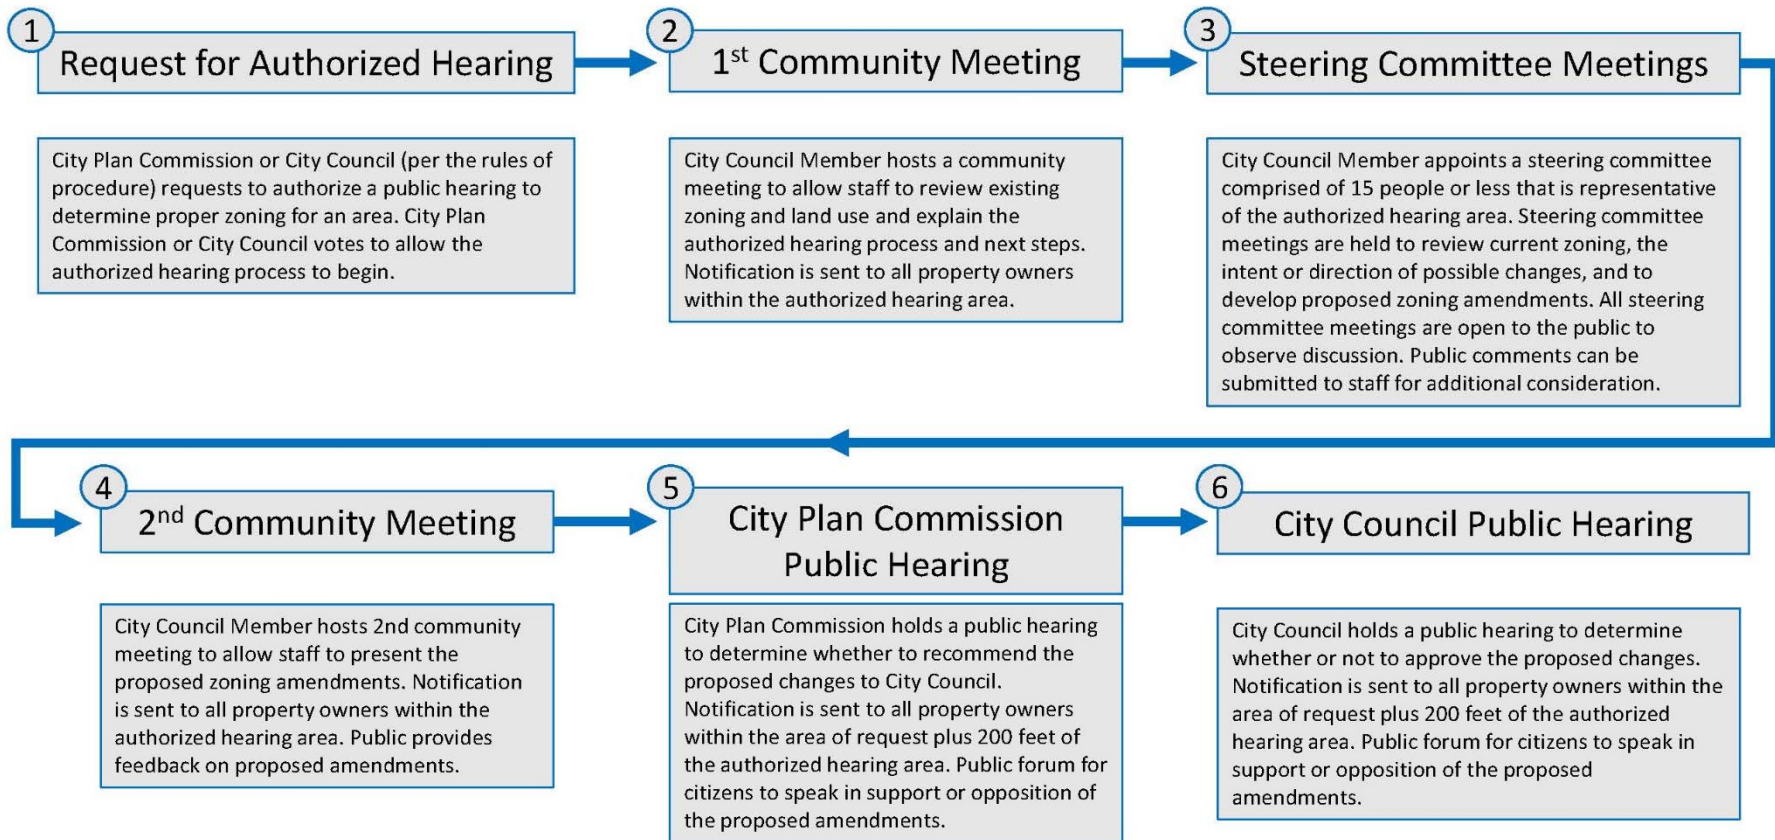 1
Request for Authorized Hearing
City Plan Commission or City Council (per the rules of
procedure) requests to authorize a public hearing to
determine proper zoning for an area. City Plan
Commission or City Council votes to allow the
authorized hearing process to begin.
2
1st Community Meeting
City Council Member hosts a community
meeting to allow staff to review existing
zoning and land use and explain the
authorized hearing process and next steps.
Notification is sent to all property owners
within the authorized hearing area.
3
Steering Committee Meetings
City Council Member appoints a steering committee
comprised of 15 people or less that is representative
of the authorized hearing area. Steering committee
meetings are held to review current zoning, the
intent or direction of possible changes, and to
develop proposed zoning amendments. All steering
committee meetings are open to the public to
observe discussion. Public comments can be
submitted to staff for additional consideration.
4
2nd Community Meeting
City Council Member hosts 2nd community
meeting to allow staff to present the
proposed zoning amendments. Notification
is sent to all property owners within the
authorized hearing area. Public provides
feedback on proposed amendments.
5
City Plan Commission
Public Hearing
City Plan Commission holds a public hearing
to determine whether to recommend the
proposed changes to City Council.
Notification is sent to all property owners
within the area of request plus 200 feet of
the authorized hearing area. Public forum for
citizens to speak in support or opposition of
the proposed amendments.
6
City Council Public Hearing
City Council holds a public hearing to determine
whether or not to approve the proposed changes.
Notification is sent to all property owners within the
area of request plus 200 feet of the authorized
hearing area. Public forum for citizens to speak in
support or opposition of the proposed
amendments.